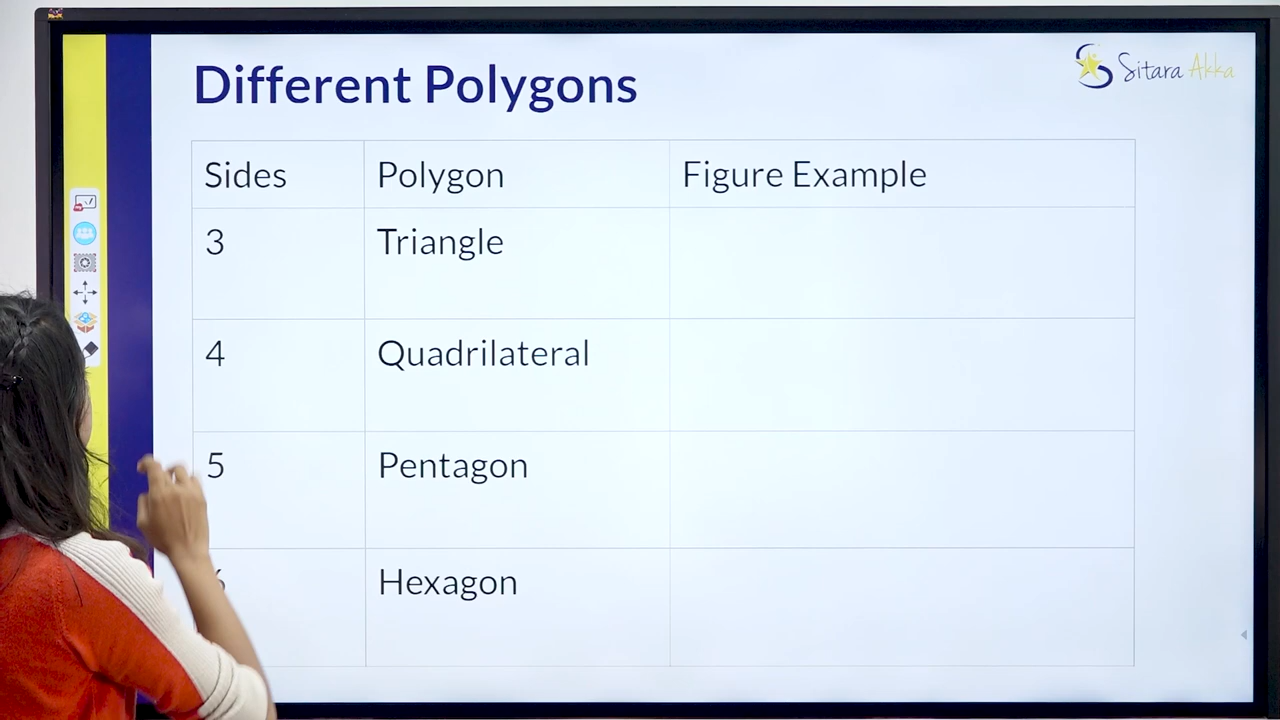 Different Polygons
Sitara Akka
Sides Polygon Figure Example
3 Triangle
4 Quadrilateral
5 Pentagon
Hexagon